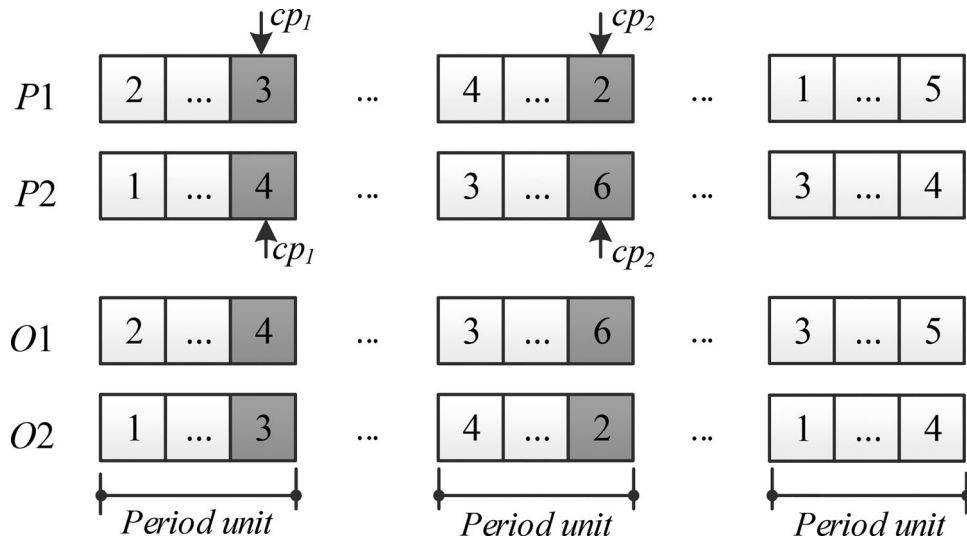 cp1 cp2
P1 2 ... 3 ... 4 ... 2 ... 1 ... 5
P2 1 ... 4 ... 3 ... 6 ... 3 ... 4
cp1 cp2
O1 2 ... 4 ... 3 ... 6 ... 3 ... 5
O2 1 ... 3 ... 4 ... 2 ... 1 ... 4
Period unit Period unit Period unit